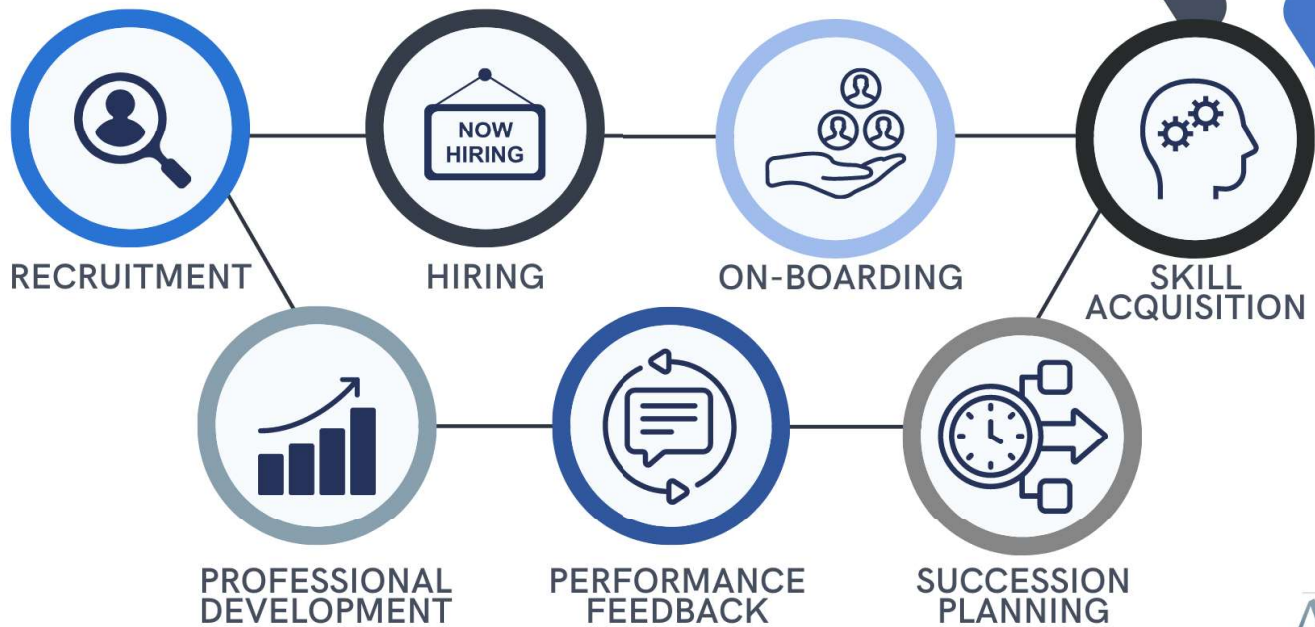 NOW
HIRING
RECRUITMENT
HIRING
ON-BOARDING
SKILL
ACQUISITION
PROFESSIONAL
DEVELOPMENT
PERFORMANCE
FEEDBACK
SUCCESSION
PLANNING